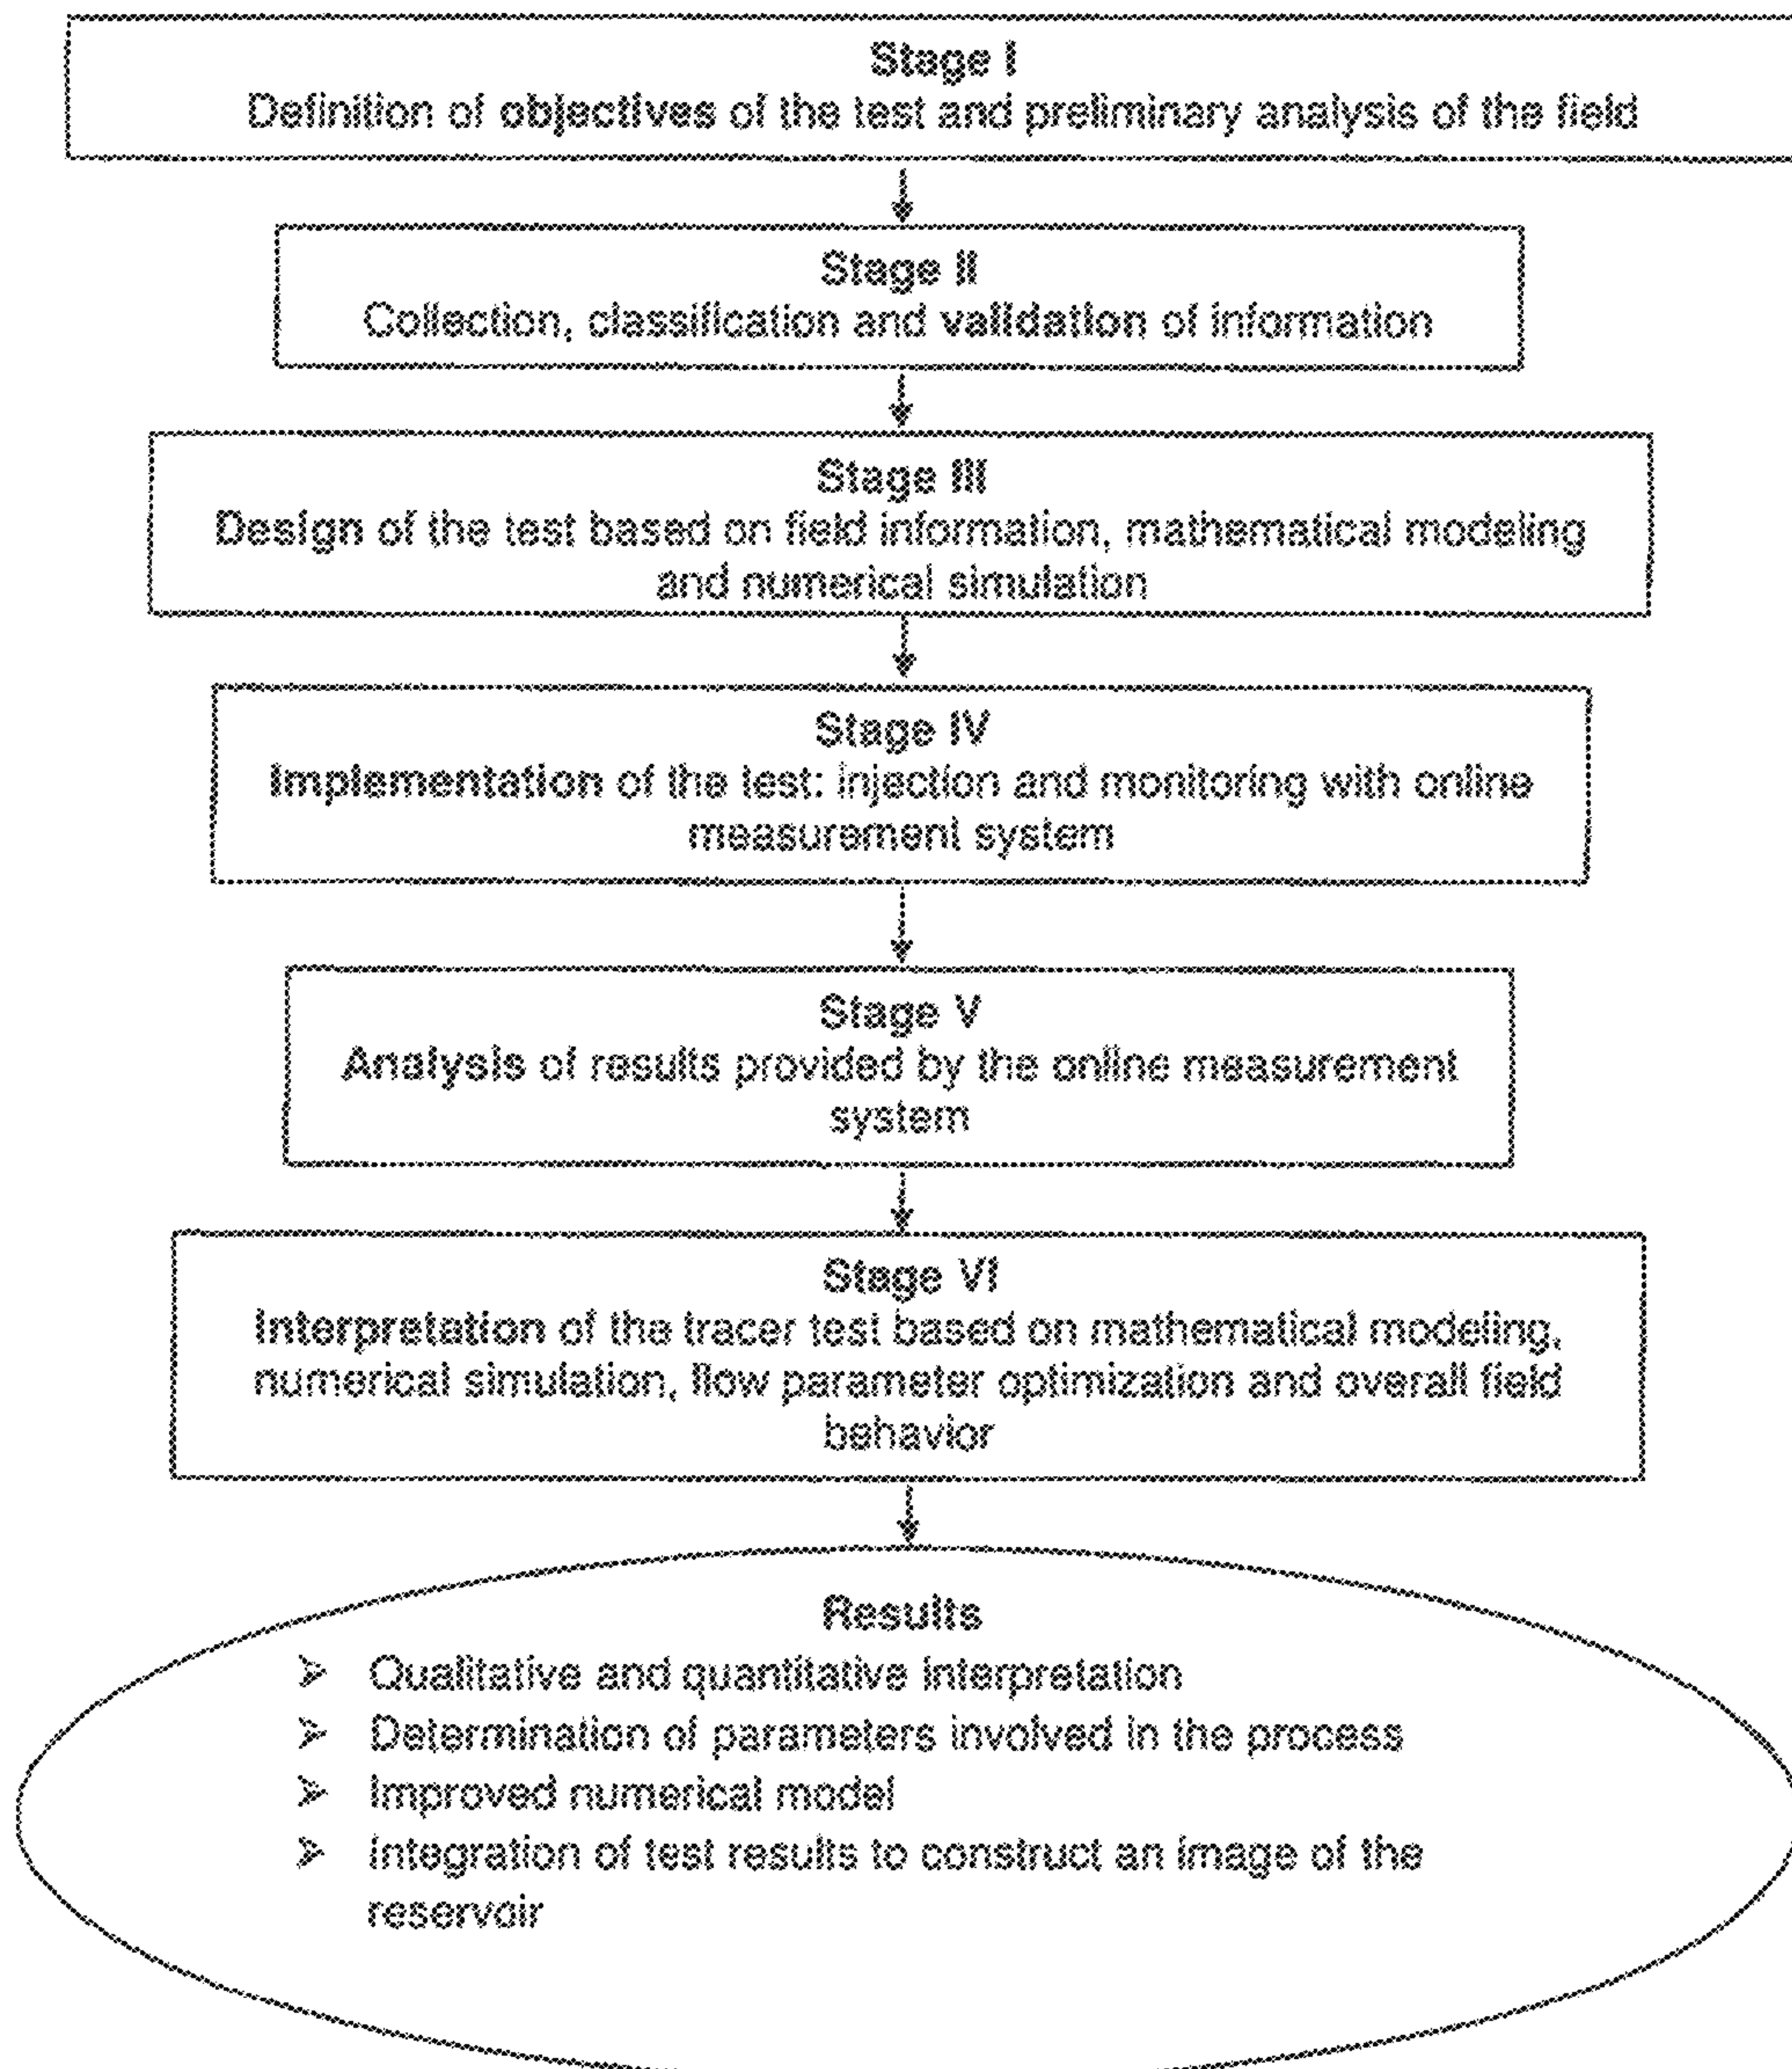 Stage I
Definition of objectives of the test and preliminary analysis of the field
Stage II
Collection, classification and validation of information
Stage III
Design of the test based on field information, mathematical modeling
and numerical simulation
Stage IV
Implementation of the test: injection and monitoring with online
measurement system
Stage V
Analysis of results provided by the online measurement
system
Stage VI
Interpretation of the tracer test based on mathematical modeling,
numerical simulation, flow parameter optimization and overall field
behavior
Results
➢ Qualitative and quantitative interpretation
➢ Determination of parameters involved in the process
➢ Improved numerical model
➢ Integration of test results to construct an image of the
reservoir